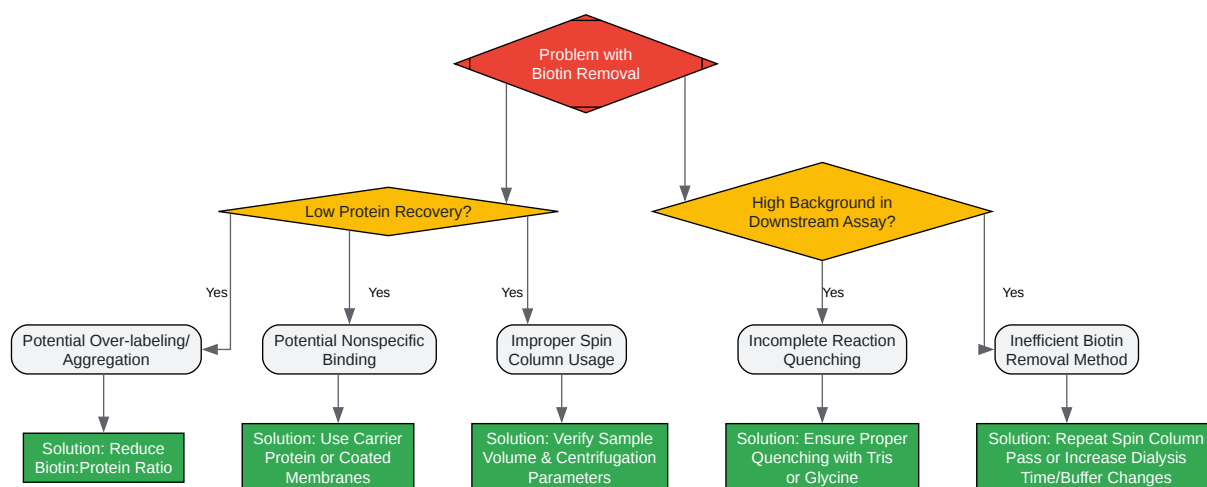 Problem with
Biotin Removal
Low Protein Recovery?
High Background in
Downstream Assay?
Yes
Yes
Yes
Yes
Yes
Potential Over-labeling/
Aggregation
Potential Nonspecific
Binding
Improper Spin
Column Usage
Incomplete Reaction
Quenching
Inefficient Biotin
Removal Method
Solution: Reduce
Biotin:Protein Ratio
Solution: Use Carrier
Protein or Coated
Membranes
Solution: Verify Sample
Volume & Centrifugation
Parameters
Solution: Ensure Proper
Quenching with Tris
or Glycine
Solution: Repeat Spin Column
Pass or Increase Dialysis
Time/Buffer Changes